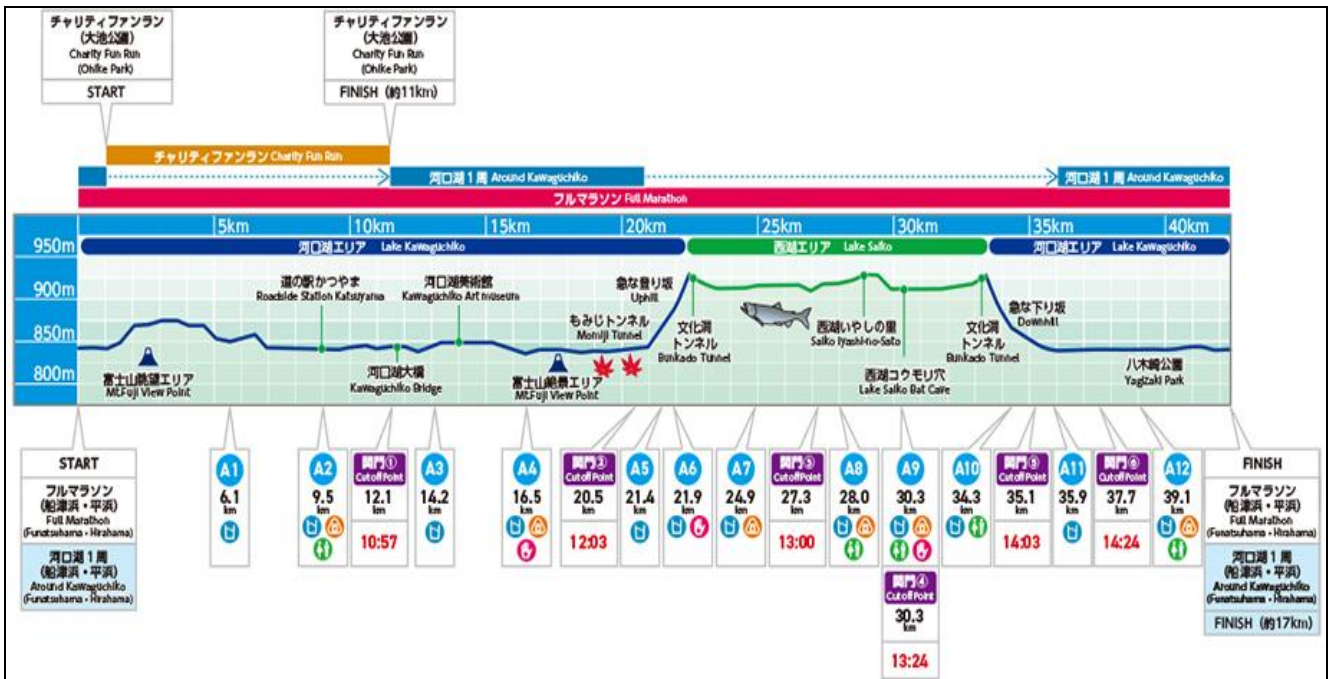 チャリティファンラン
(大池公園)
Charity Fun Run
(Ohike Park)
START
チャリティファンラン
(大池公園)
Charity Fun Run
(Ohike Park)
FINISH (約11km)
チャリティファンラン Charity Fun Run
河口湖1周 Around Kawaguchiko
河口湖1周 Around Kawaguchiko
フルマラソン Full Marathon
5km
10km
15km
20km
25km
30km
35km
40km
950m
900m
850m
800m
河口湖エリア Lake Kawaguchiko
西湖エリア Lake Saiko
河口湖エリア Lake Kawaguchiko
道の駅かつやま
Roadside Station Katsuyama
河口湖美術館
Kawaguchiko Art museum
急な登り坂
Uphill
もみじトンネル
Momiji Tunnel
文化洞
トンネル
Bunkado Tunnel
西湖いやしの里
Saiko Iyashi-no-Sato
文化洞
トンネル
Bunkado Tunnel
急な下り坂
Downhill
富士山眺望エリア
Mt.Fuji View Point
河口湖大橋
Kawaguchiko Bridge
富士山絶景エリア
Mt.Fuji View Point
西湖コウモリ穴
Lake Saiko Bat Cave
八木崎公園
Yagizaki Park
START
フルマラソン
(船津浜・平浜)
Full Marathon
(Funatsuhama・Hirahama)
河口湖1周
(船津浜・平浜)
Around Kawaguchiko
(Funatsuhama・Hirahama)
A1
6.1
km
A2
9.5
km
関門①
Cutoff Point
12.1
km
10:57
A3
14.2
km
A4
16.5
km
関門②
Cutoff Point
20.5
km
12:03
A5
21.4
km
A6
21.9
km
A7
24.9
km
関門③
Cutoff Point
27.3
km
13:00
A8
28.0
km
A9
30.3
km
関門④
Cutoff Point
30.3
km
13:24
A10
34.3
km
関門⑤
Cutoff Point
35.1
km
14:03
A11
35.9
km
関門⑥
Cutoff Point
37.7
km
14:24
A12
39.1
km
FINISH
フルマラソン
(船津浜・平浜)
Full Marathon
(Funatsuhama・Hirahama)
河口湖1周
(船津浜・平浜)
Around Kawaguchiko
(Funatsuhama・Hirahama)
FINISH (約17km)